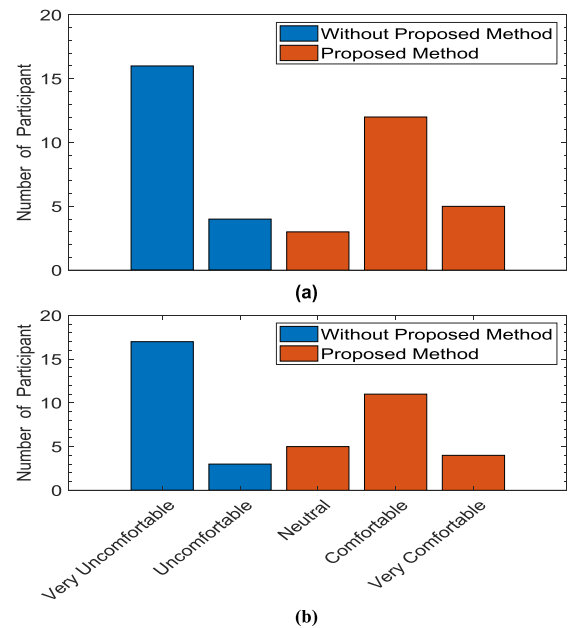 20
15
10
5
0
Number of Participant
Without Proposed Method
Proposed Method
(a)
20
15
10
5
0
Number of Participant
Without Proposed Method
Proposed Method
Very Uncomfortable
Uncomfortable
Neutral
Comfortable
Very Comfortable
(b)